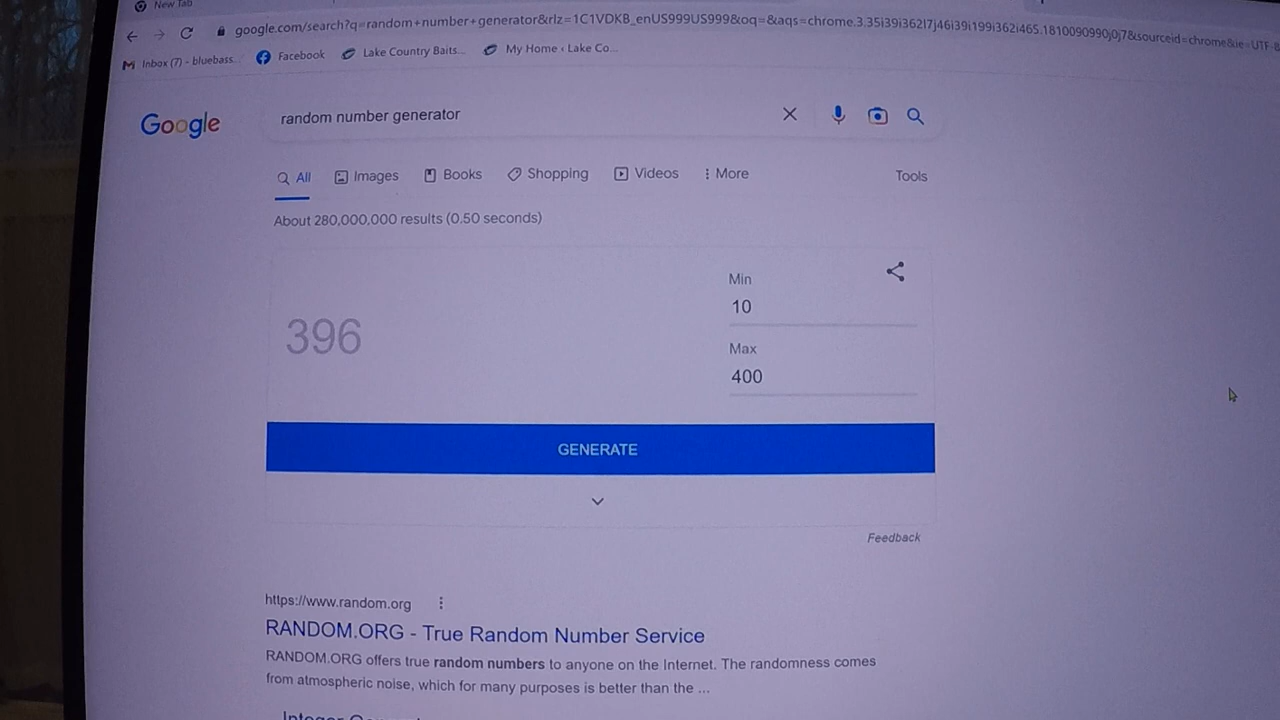 New Tab
google.com/search?q=random+number+generator&rlz=1C1VDKB_enUS999US999&oq=&aqs=chrome.3.35i39i362l7j46i39i199i362i465.1810090990j0j7&sourceid=chrome&ie=UTF-8
Inbox (7) - bluebass...
Facebook
Lake Country Baits...
My Home ‹ Lake Co...
Google
random number generator
All
Images
Books
Shopping
Videos
More
Tools
About 280,000,000 results (0.50 seconds)
Min
10
396
Max
400
GENERATE
Feedback
https://www.random.org
RANDOM.ORG - True Random Number Service
RANDOM.ORG offers true random numbers to anyone on the Internet. The randomness comes
from atmospheric noise, which for many purposes is better than the ...